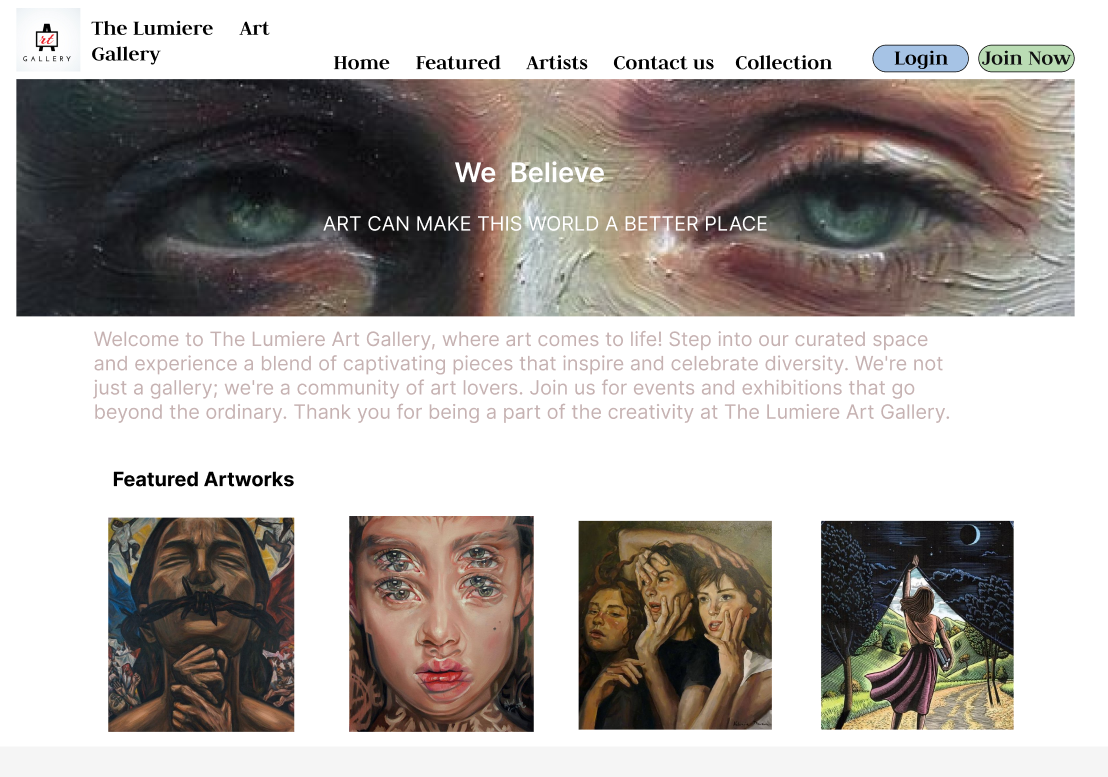 The Lumiere Art
Gallery
art
GALLERY
Home Featured Artists Contact us Collection Login Join Now
We Believe
ART CAN MAKE THIS WORLD A BETTER PLACE
Welcome to The Lumiere Art Gallery, where art comes to life! Step into our curated space
and experience a blend of captivating pieces that inspire and celebrate diversity. We're not
just a gallery; we're a community of art lovers. Join us for events and exhibitions that go
beyond the ordinary. Thank you for being a part of the creativity at The Lumiere Art Gallery.
Featured Artworks